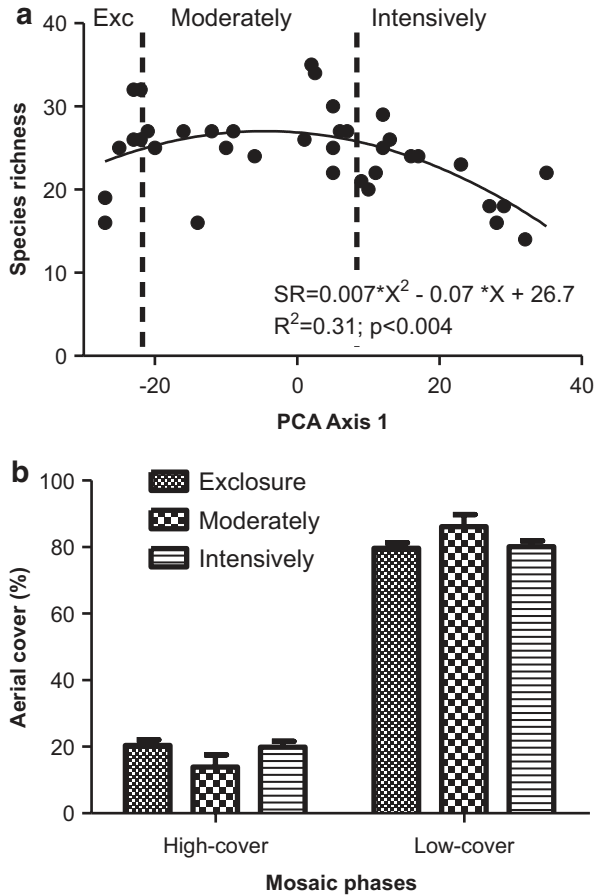 a
Exc Moderately Intensively
40
30
20
10
0
Species richness
SR=0.007*X² - 0.07 *X + 26.7
R²=0.31; p<0.004
-20 0 20 40
PCA Axis 1
b
100
80
60
40
20
0
Aerial cover (%)
Exclosure
Moderately
Intensively
High-cover Low-cover
Mosaic phases